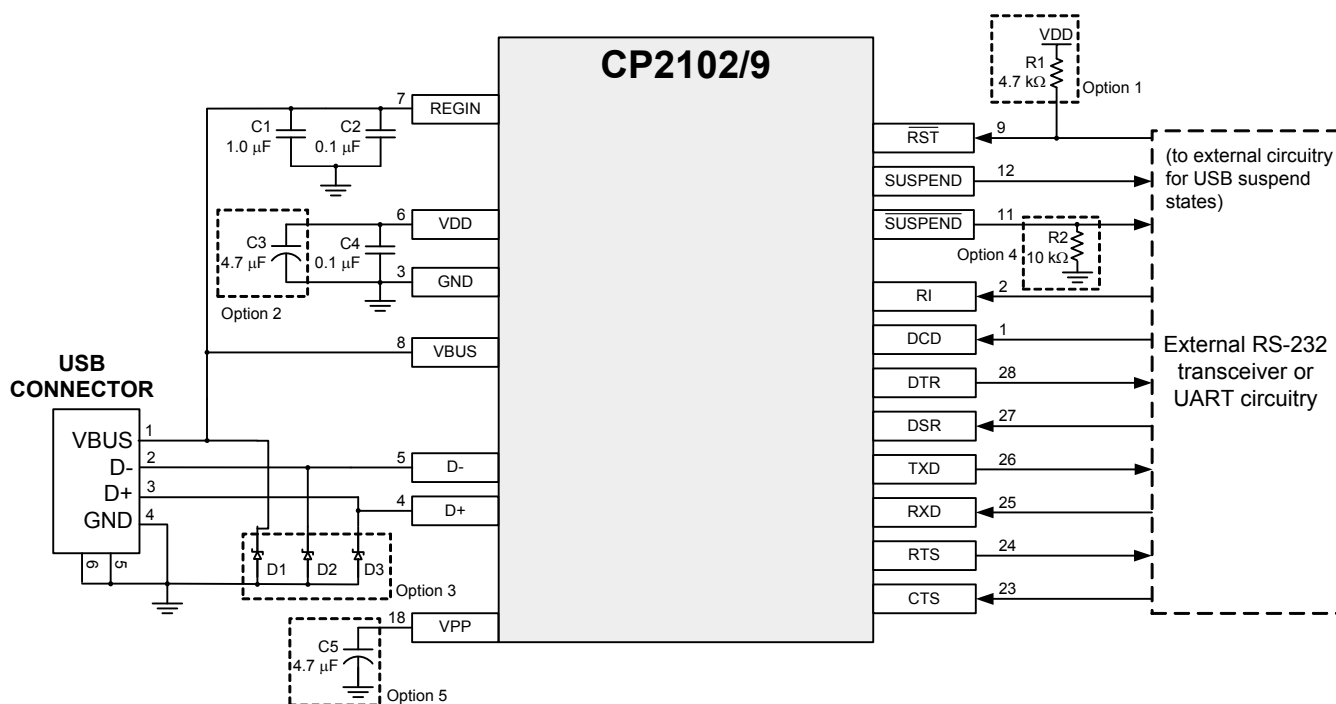 CP2102/9
VDD
R1
4.7 kΩ
Option 1
7
REGIN
C1
1.0 μF
C2
0.1 μF
6
VDD
C3
4.7 μF
C4
0.1 μF
3
GND
Option 2
8
VBUS
USB
CONNECTOR
VBUS
1
D-
2
D+
3
GND
4
6
5
5
D-
4
D+
D1
D2
D3
Option 3
18
VPP
C5
4.7 μF
Option 5
RST
9
SUSPEND
12
SUSPEND
11
R2
10 kΩ
Option 4
RI
2
DCD
1
DTR
28
DSR
27
TXD
26
RXD
25
RTS
24
CTS
23
(to external circuitry
for USB suspend
states)
External RS-232
transceiver or
UART circuitry